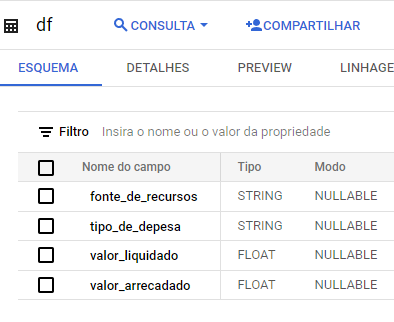 df CONSULTA COMPARTILHAR
ESQUEMA DETALHES PREVIEW LINHAGE
Filtro Insira o nome ou o valor da propriedade
Nome do campo Tipo Modo
fonte_de_recursos STRING NULLABLE
tipo_de_depesa STRING NULLABLE
valor_liquidado FLOAT NULLABLE
valor_arrecadado FLOAT NULLABLE